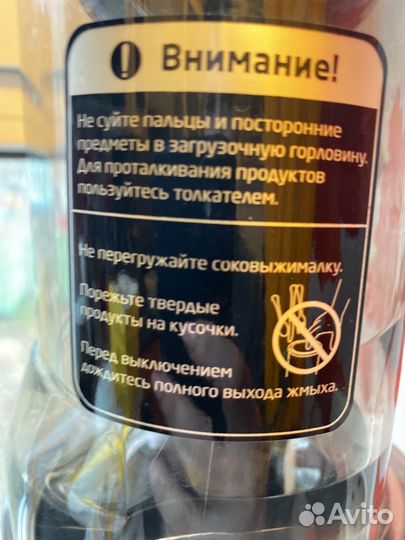 Внимание!
Не суйте пальцы и посторонние
предметы в загрузочную горловину.
Для проталкивания продуктов
пользуйтесь толкателем.
Не перегружайте соковыжималку.
Порежьте твердые
продукты на кусочки.
Перед выключением
дождитесь полного выхода жмыха.
Avito